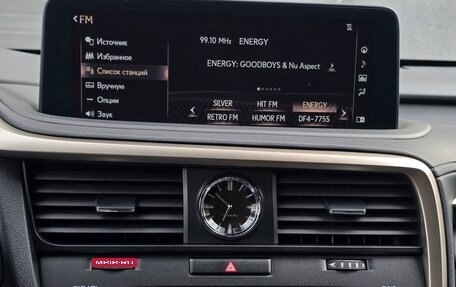 FM
Источник
Избранное
Список станций
Вручную
Опции
Звук
99.10 MHz ENERGY
ENERGY: GOODBOYS & Nu Aspect
SILVER HIT FM ENERGY
RETRO FM HUMOR FM DF4-7755